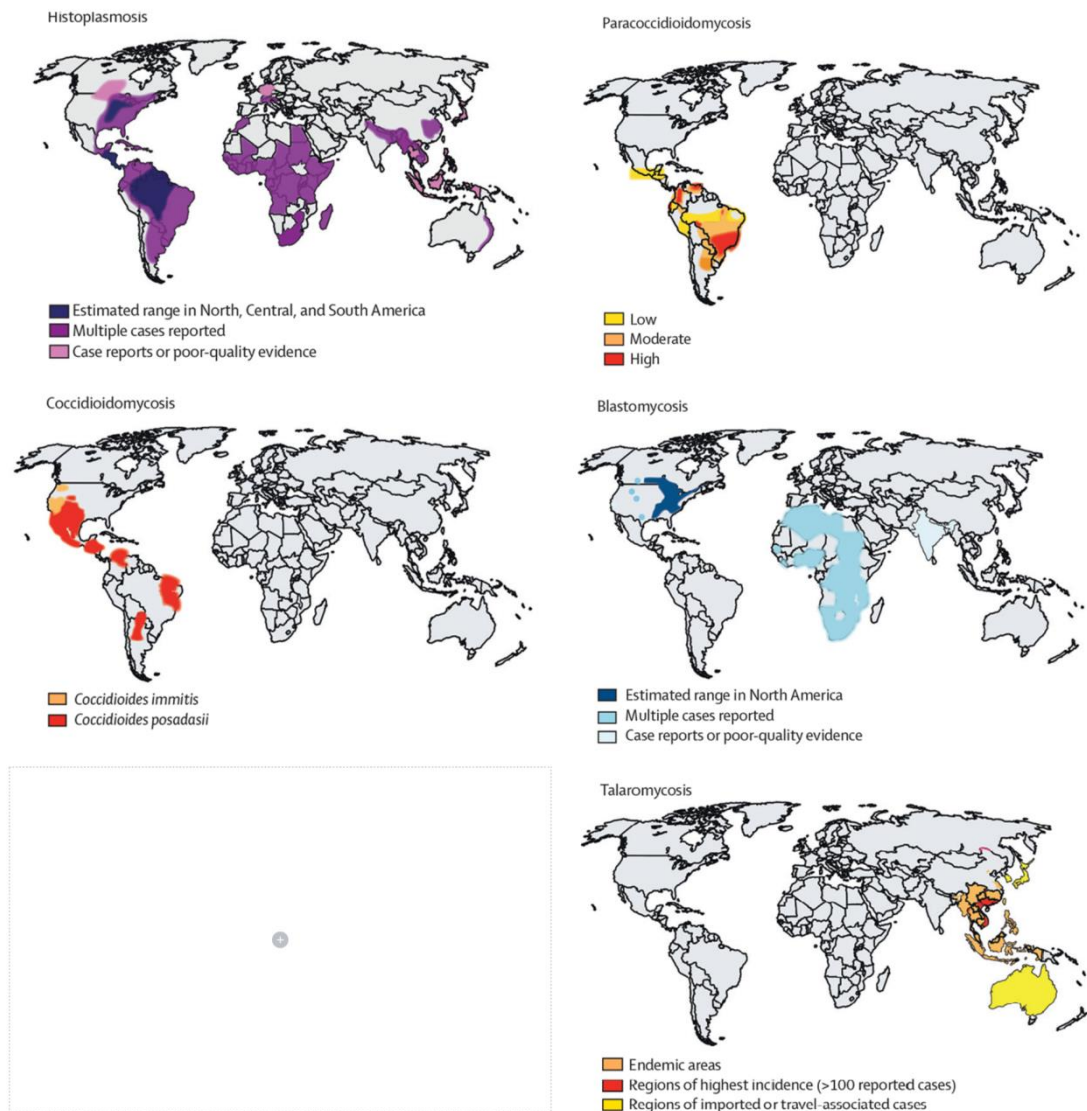 Histoplasmosis
Estimated range in North, Central, and South America
Multiple cases reported
Case reports or poor-quality evidence
Paracoccidioidomycosis
Low
Moderate
High
Coccidioidomycosis
Coccidioides immitis
Coccidioides posadasii
Blastomycosis
Estimated range in North America
Multiple cases reported
Case reports or poor-quality evidence
Talaromycosis
Endemic areas
Regions of highest incidence (>100 reported cases)
Regions of imported or travel-associated cases